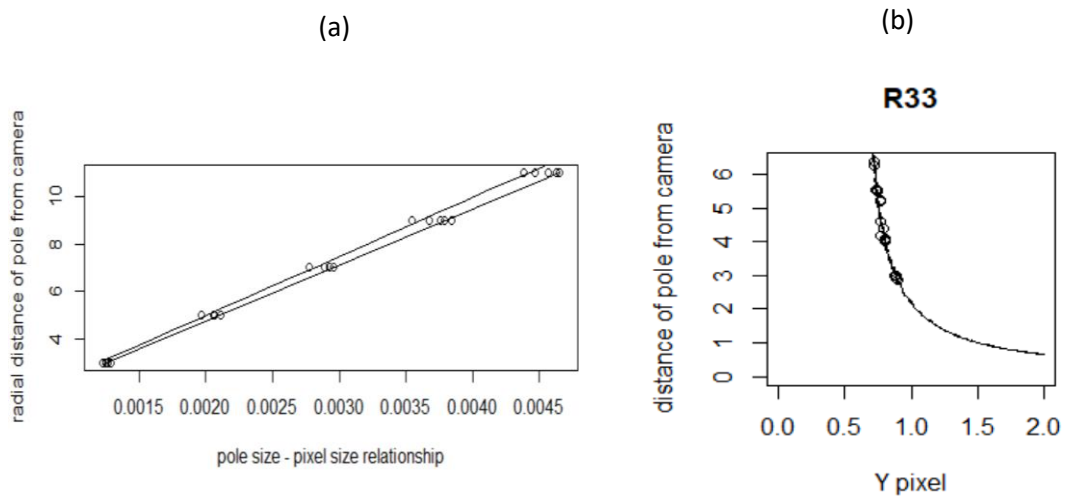 (a)
radial distance of pole from camera
10
8
6
4
0.0015 0.0020 0.0025 0.0030 0.0035 0.0040 0.0045
pole size - pixel size relationship
(b)
R33
distance of pole from camera
6
5
4
3
2
1
0
0.0 0.5 1.0 1.5 2.0
Y pixel